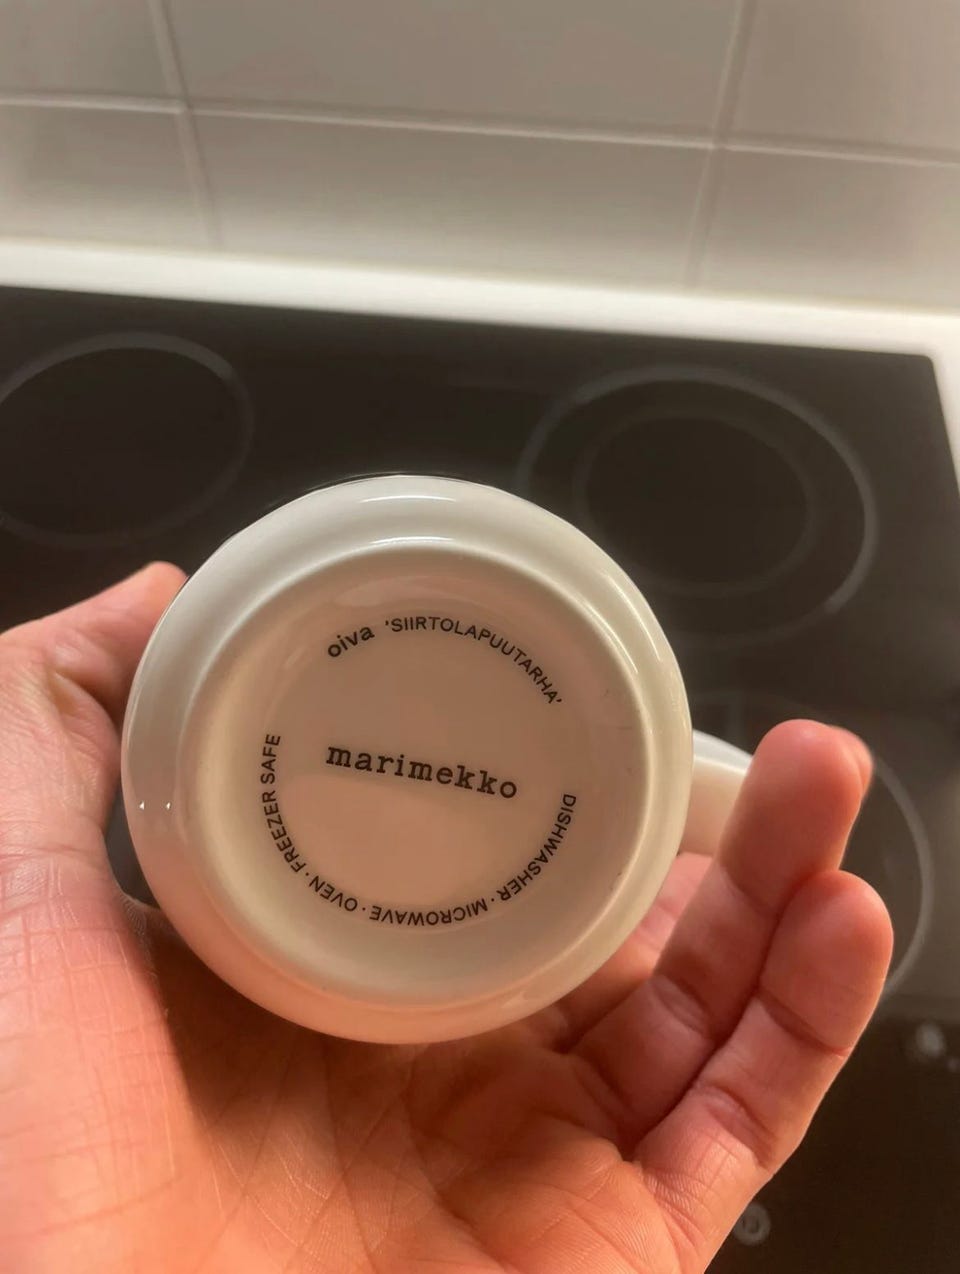 oiva 'SIIRTOLAPUUTARHA'
marimekko
DISHWASHER · MICROWAVE · OVEN · FREEZER SAFE